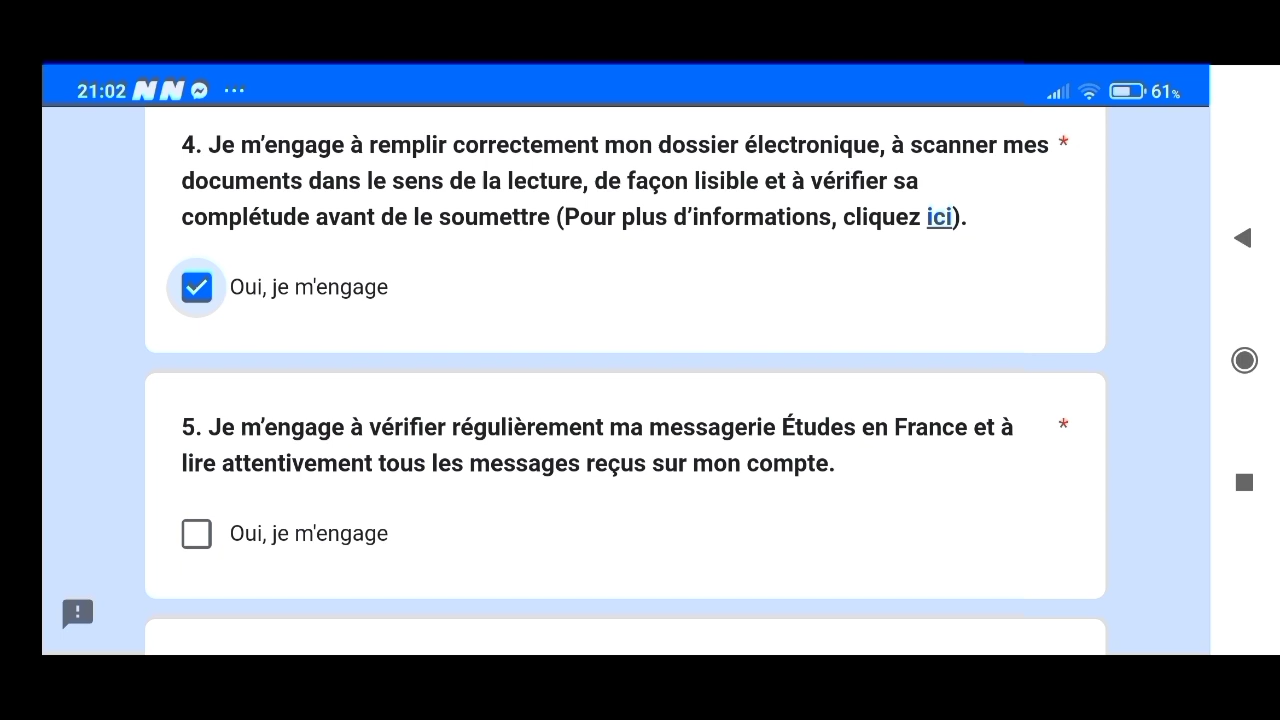 21:02 NN ...
61%
4. Je m’engage à remplir correctement mon dossier électronique, à scanner mes *
documents dans le sens de la lecture, de façon lisible et à vérifier sa
complétude avant de le soumettre (Pour plus d’informations, cliquez ici).
Oui, je m'engage
5. Je m’engage à vérifier régulièrement ma messagerie Études en France et à *
lire attentivement tous les messages reçus sur mon compte.
Oui, je m'engage